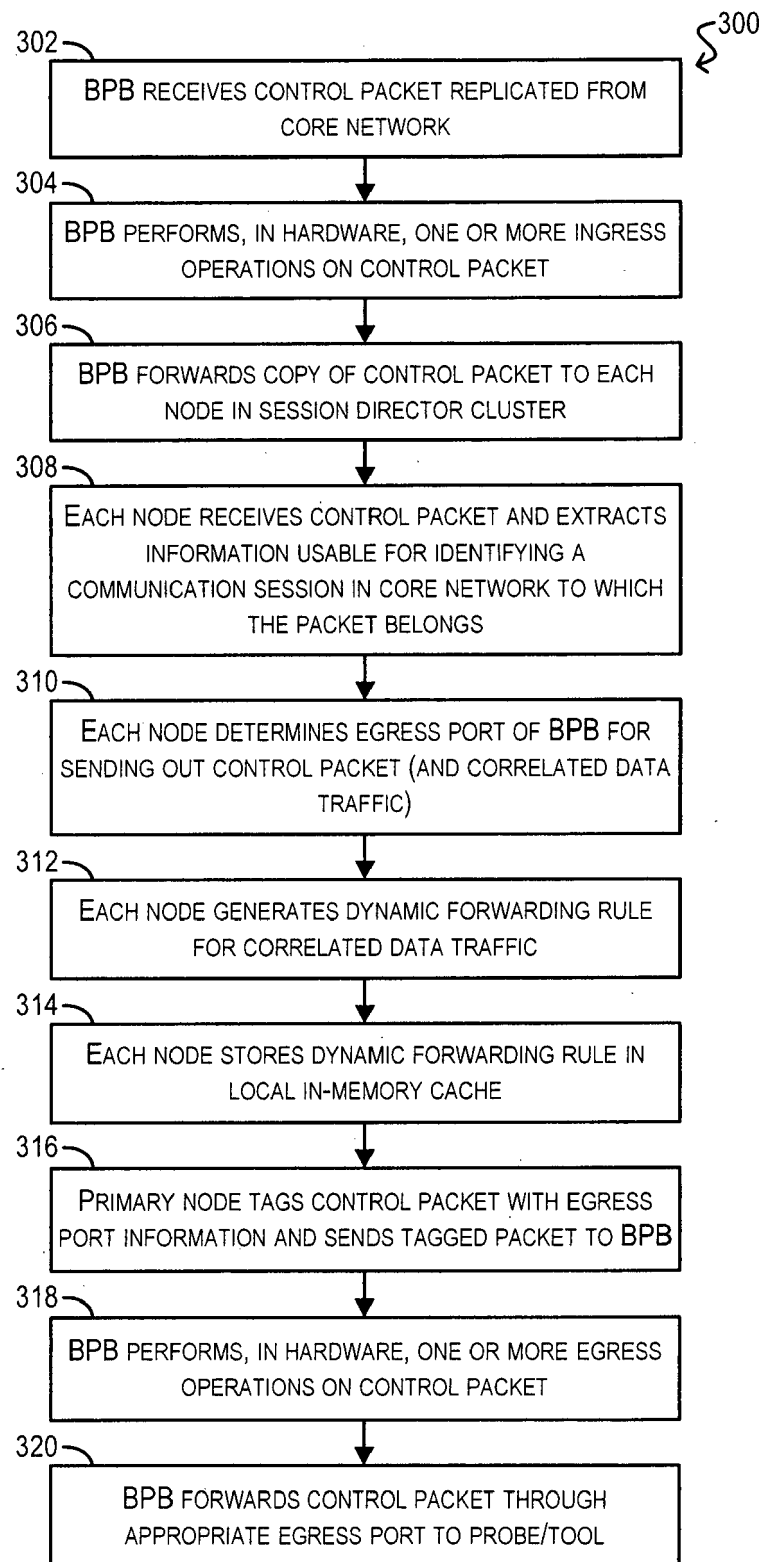 300
302
BPB RECEIVES CONTROL PACKET REPLICATED FROM
CORE NETWORK
304
BPB PERFORMS, IN HARDWARE, ONE OR MORE INGRESS
OPERATIONS ON CONTROL PACKET
306
BPB FORWARDS COPY OF CONTROL PACKET TO EACH
NODE IN SESSION DIRECTOR CLUSTER
308
EACH NODE RECEIVES CONTROL PACKET AND EXTRACTS
INFORMATION USABLE FOR IDENTIFYING A
COMMUNICATION SESSION IN CORE NETWORK TO WHICH
THE PACKET BELONGS
310
EACH NODE DETERMINES EGRESS PORT OF BPB FOR
SENDING OUT CONTROL PACKET (AND CORRELATED DATA
TRAFFIC)
312
EACH NODE GENERATES DYNAMIC FORWARDING RULE
FOR CORRELATED DATA TRAFFIC
314
EACH NODE STORES DYNAMIC FORWARDING RULE IN
LOCAL IN-MEMORY CACHE
316
PRIMARY NODE TAGS CONTROL PACKET WITH EGRESS
PORT INFORMATION AND SENDS TAGGED PACKET TO BPB
318
BPB PERFORMS, IN HARDWARE, ONE OR MORE EGRESS
OPERATIONS ON CONTROL PACKET
320
BPB FORWARDS CONTROL PACKET THROUGH
APPROPRIATE EGRESS PORT TO PROBE/TOOL